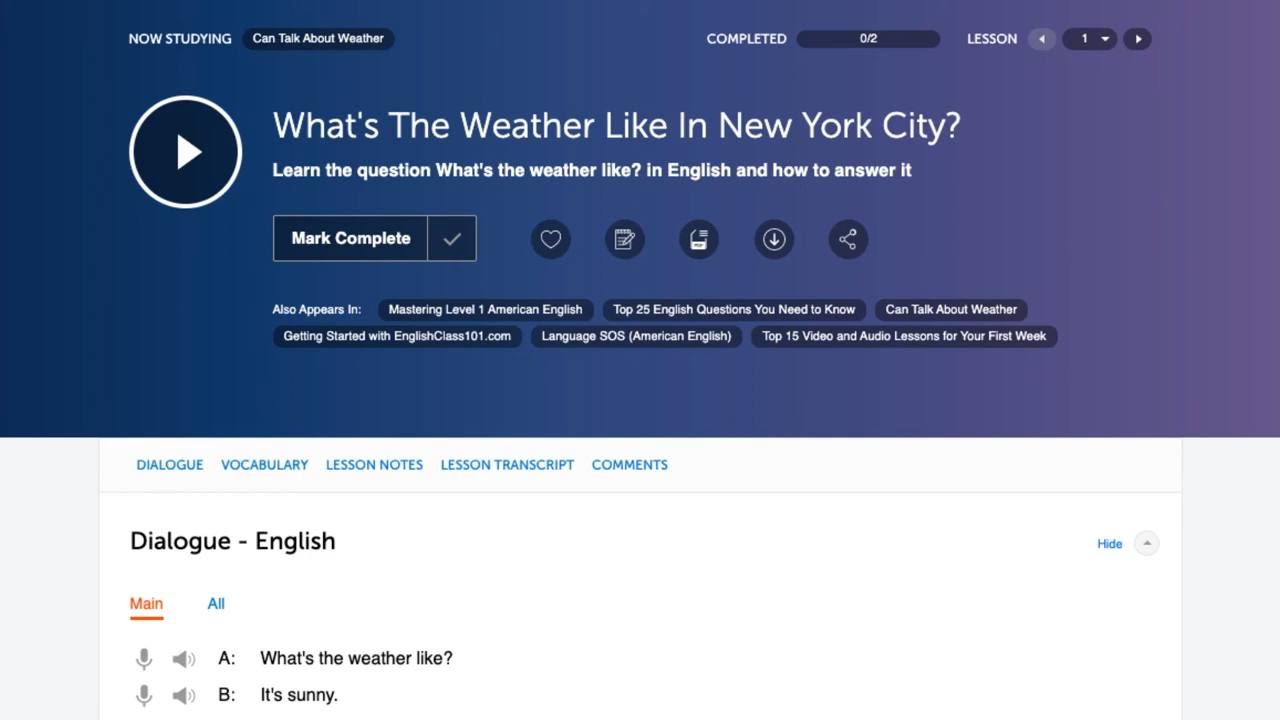 NOW STUDYING Can Talk About Weather COMPLETED 0/2 LESSON 1
What's The Weather Like In New York City?
Learn the question What's the weather like? in English and how to answer it
Mark Complete
PDF
Also Appears In: Mastering Level 1 American English Top 25 English Questions You Need to Know Can Talk About Weather
Getting Started with EnglishClass101.com Language SOS (American English) Top 15 Video and Audio Lessons for Your First Week
DIALOGUE VOCABULARY LESSON NOTES LESSON TRANSCRIPT COMMENTS
Dialogue - English Hide
Main All
A: What's the weather like?
B: It's sunny.